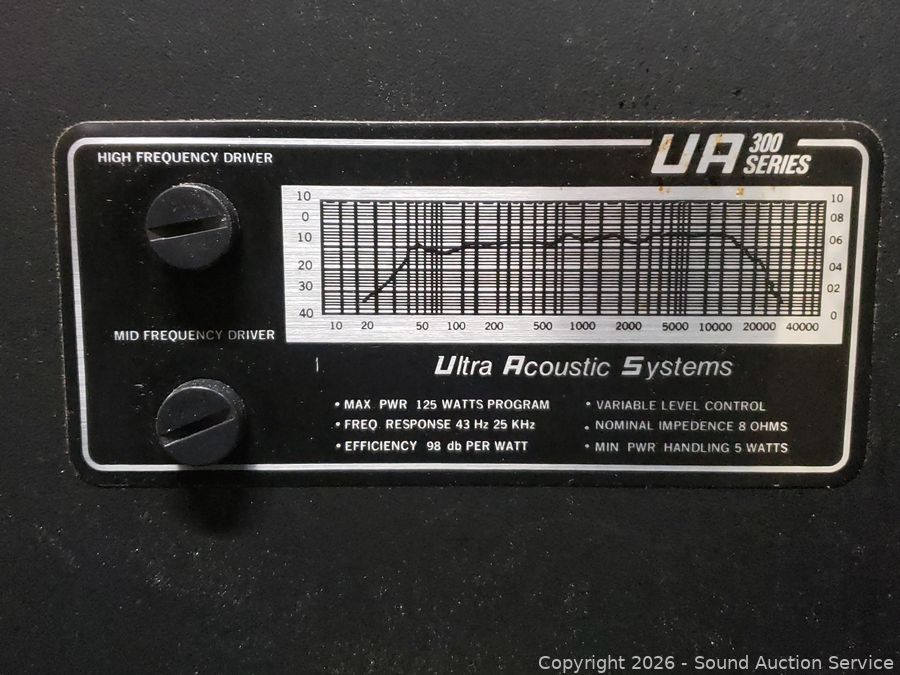 HIGH FREQUENCY DRIVER
UA 300 SERIES
10
0
10
20
30
40
10
08
06
04
02
0
10 20 50 100 200 500 1000 2000 5000 10000 20000 40000
MID FREQUENCY DRIVER
Ultra Acoustic Systems
• MAX PWR 125 WATTS PROGRAM
• FREQ. RESPONSE 43 Hz 25 KHz
• EFFICIENCY 98 db PER WATT
• VARIABLE LEVEL CONTROL
• NOMINAL IMPEDENCE 8 OHMS
• MIN PWR HANDLING 5 WATTS
Copyright 2026 - Sound Auction Service